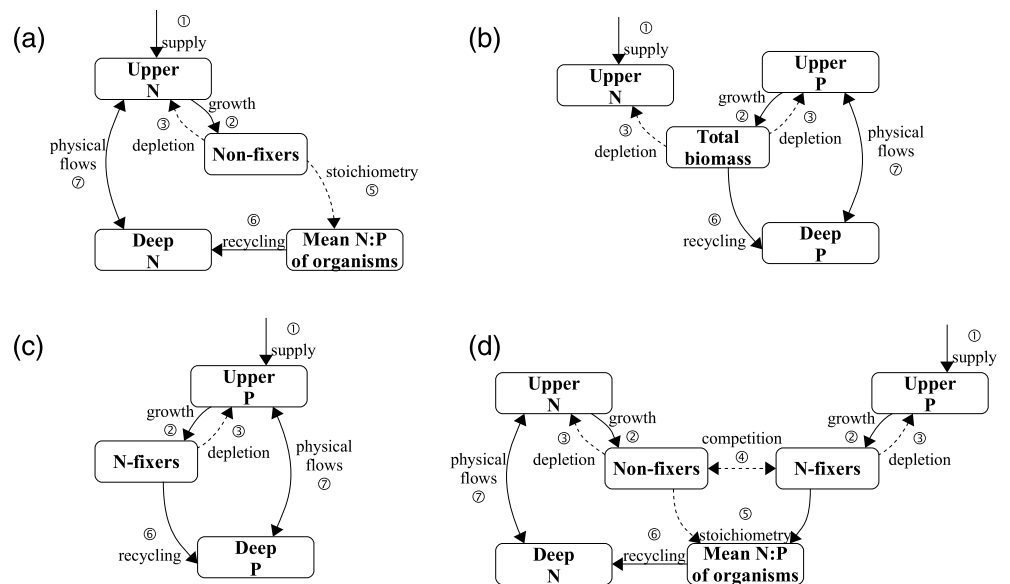 (a)
①
supply
Upper
N
growth
②
③
depletion
Non-fixers
physical
flows
⑦
stoichiometry
⑤
⑥
recycling
Deep
N
Mean N:P
of organisms
(b)
①
supply
Upper
N
Upper
P
growth
②
③
depletion
③
depletion
Total
biomass
physical
flows
⑦
⑥
recycling
Deep
P
(c)
①
supply
Upper
P
growth
②
③
depletion
N-fixers
physical
flows
⑦
⑥
recycling
Deep
P
(d)
①
supply
Upper
N
Upper
P
growth
②
③
depletion
growth
②
③
depletion
competition
④
Non-fixers
N-fixers
physical
flows
⑦
⑤
stoichiometry
⑥
recycling
Deep
N
Mean N:P
of organisms